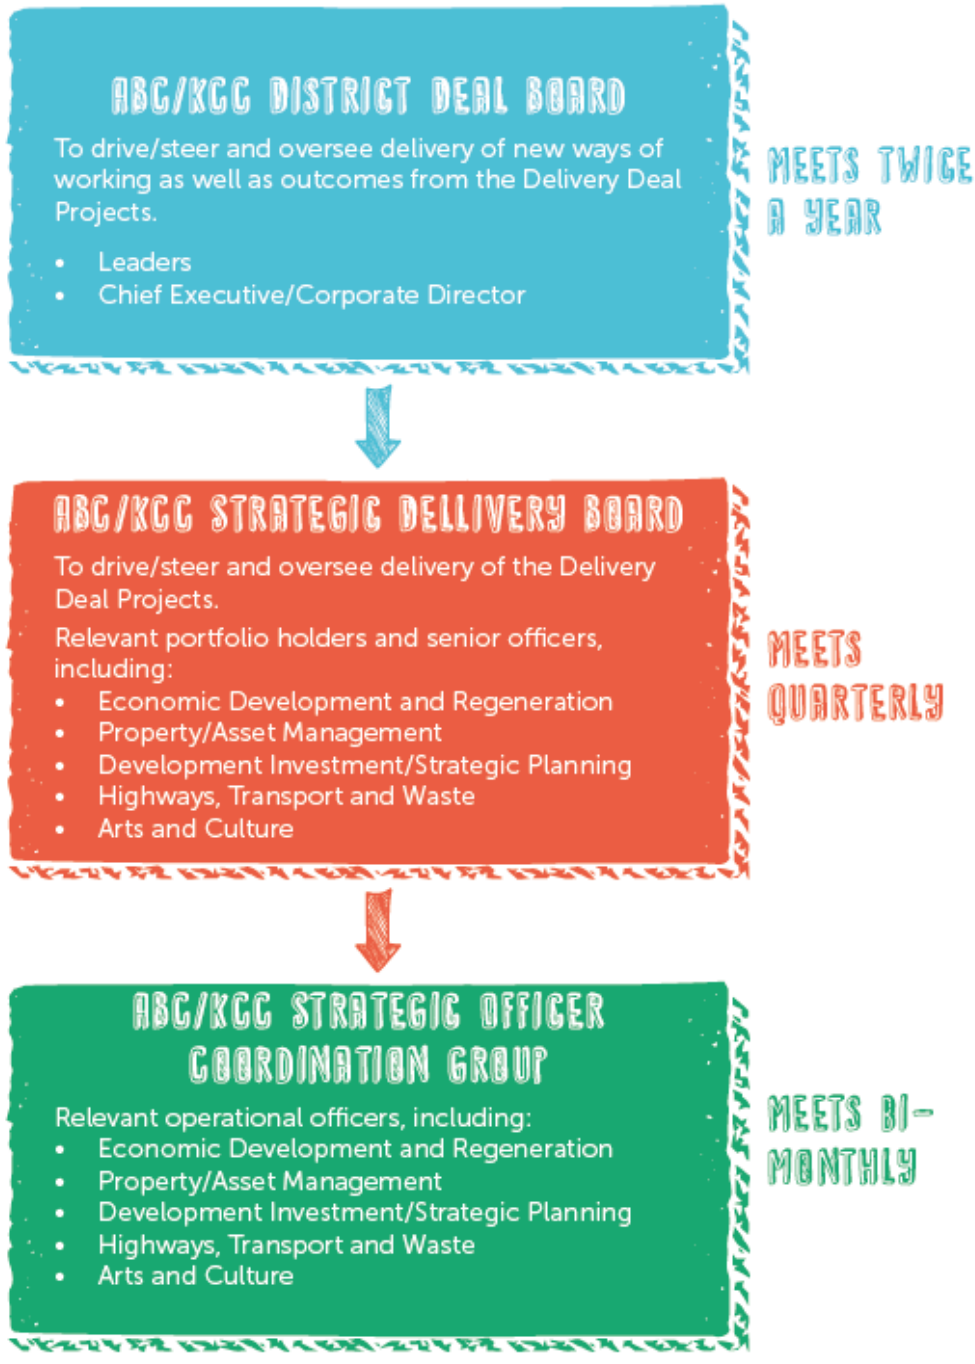 ABC/KCC DISTRICT DEAL BOARD
To drive/steer and oversee delivery of new ways of
working as well as outcomes from the Delivery Deal
Projects.
• Leaders
• Chief Executive/Corporate Director
MEETS TWICE
A YEAR
ABC/KCC STRATEGIC DELLIVERY BOARD
To drive/steer and oversee delivery of the Delivery
Deal Projects.
Relevant portfolio holders and senior officers,
including:
• Economic Development and Regeneration
• Property/Asset Management
• Development Investment/Strategic Planning
• Highways, Transport and Waste
• Arts and Culture
MEETS
QUARTERLY
ABC/KCC STRATEGIC OFFICER
COORDINATION GROUP
Relevant operational officers, including:
• Economic Development and Regeneration
• Property/Asset Management
• Development Investment/Strategic Planning
• Highways, Transport and Waste
• Arts and Culture
MEETS BI-
MONTHLY